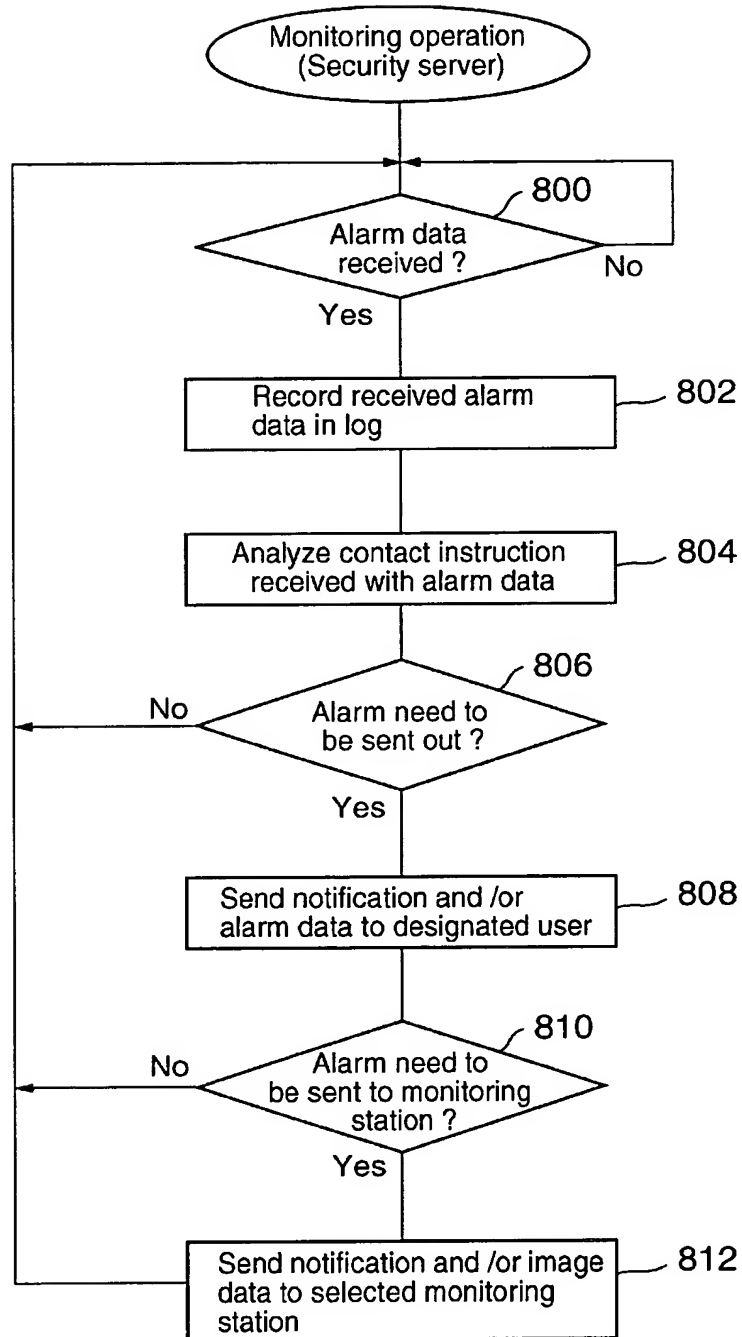 Monitoring operation
(Security server)
800
Alarm data
received ?
No
Yes
Record received alarm
data in log
802
Analyze contact instruction
received with alarm data
804
806
No
Alarm need to
be sent out ?
Yes
Send notification and /or
alarm data to designated user
808
810
No
Alarm need to
be sent to monitoring
station ?
Yes
Send notification and /or image
data to selected monitoring
station
812